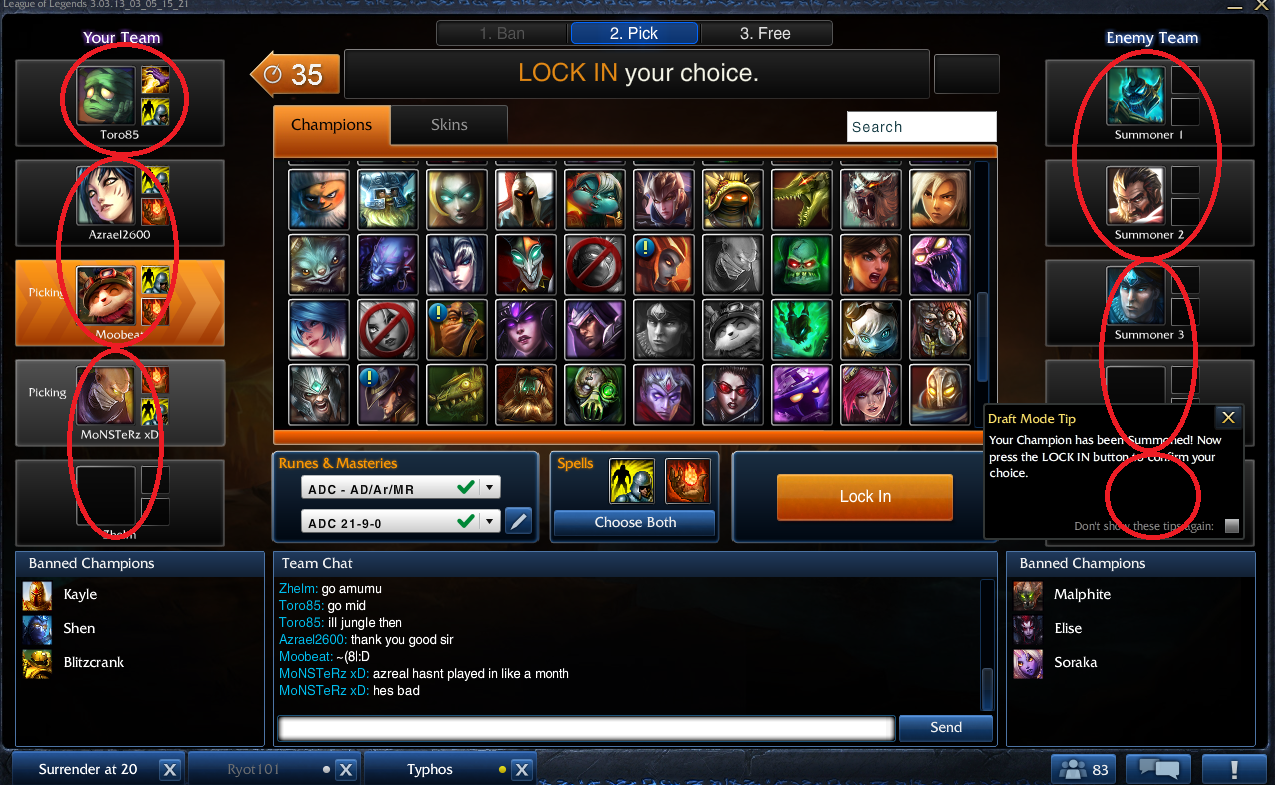 League of Legends 3.03.13_03_05_15_21
Your Team
1. Ban
2. Pick
3. Free
Enemy Team
35
LOCK IN your choice.
Toro85
Azrael2600
Picking
Moobeat
Picking
MoNSTeRz xD
Zhelm
Champions
Skins
Search
Summoner 1
Summoner 2
Summoner 3
Draft Mode Tip
Your Champion has been Summoned! Now
press the LOCK IN button to confirm your
choice.
Don't show these tips again:
Runes & Masteries
ADC - AD/Ar/MR
ADC 21-9-0
Spells
Choose Both
Lock In
Banned Champions
Kayle
Shen
Blitzcrank
Team Chat
Zhelm: go amumu
Toro85: go mid
Toro85: ill jungle then
Azrael2600: thank you good sir
Moobeat: ~(8|:D
MoNSTeRz xD: azreal hasnt played in like a month
MoNSTeRz xD: hes bad
Send
Banned Champions
Malphite
Elise
Soraka
Surrender at 20
X
Ryot101
X
Typhos
X
83